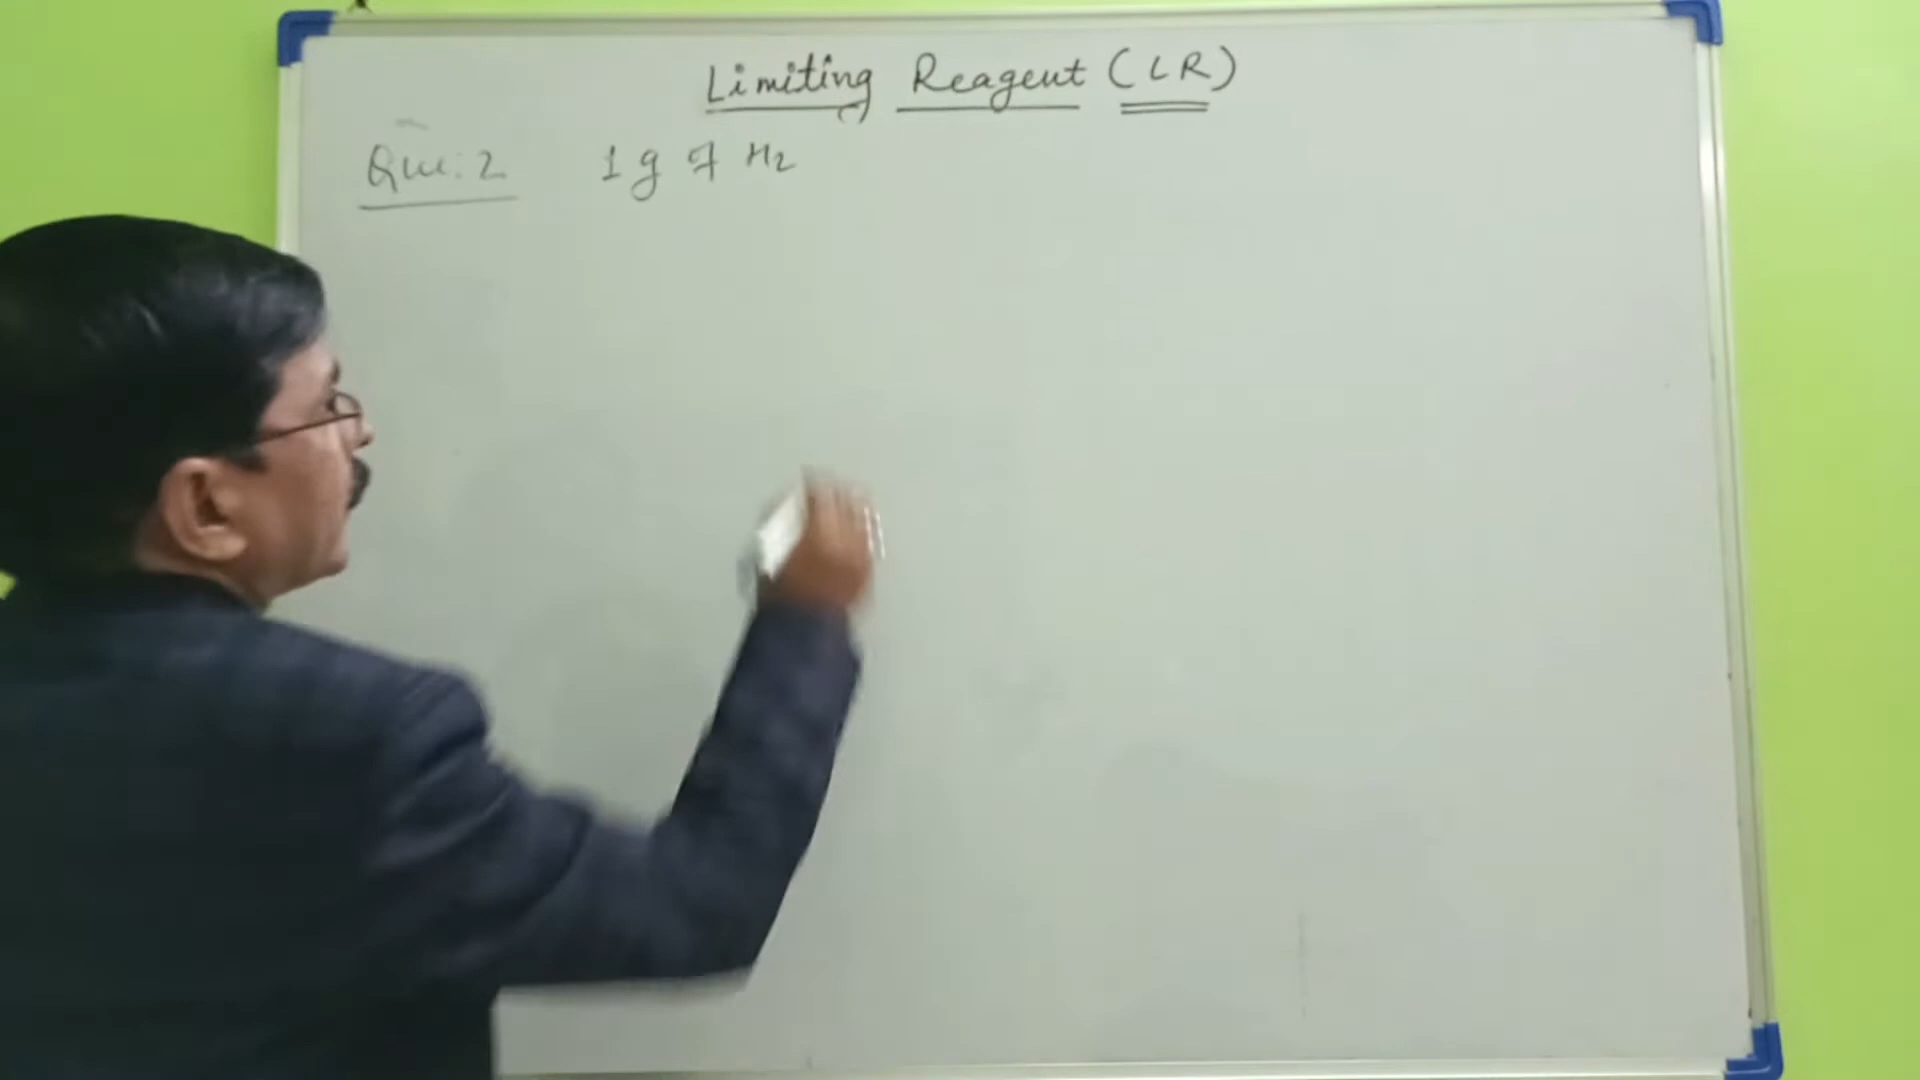 Limiting Reagent (LR)
Que: 2 1 g of H2